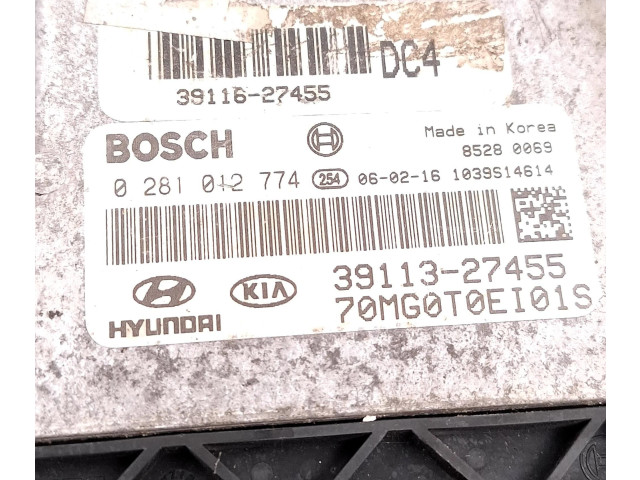 DC4
39116-27455
BOSCH
Made in Korea
8528 0069
0 281 012 774 254 06-02-16 1039S14614
39113-27455
HYUNDAI KIA 70MG0T0EI01S